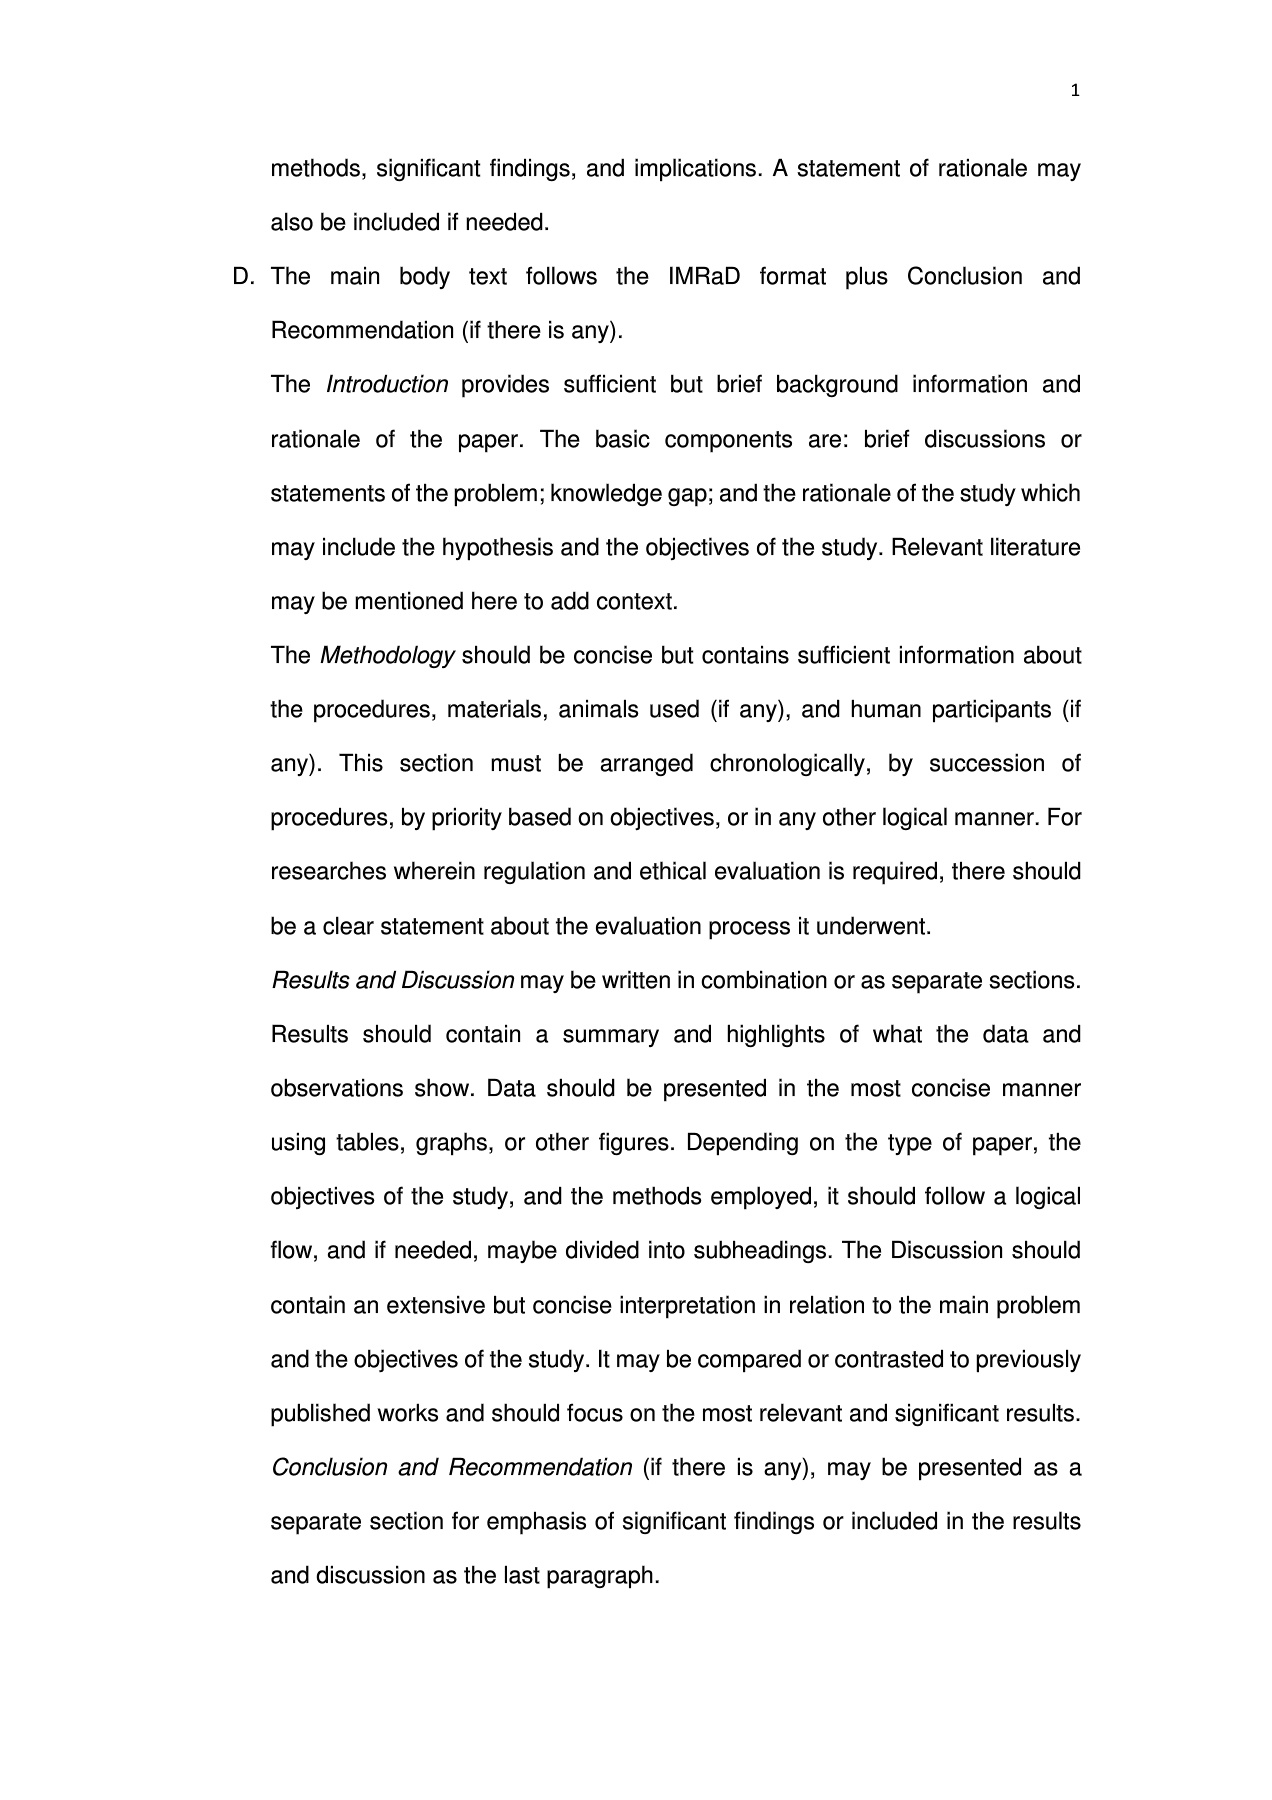 1
methods, significant findings, and implications. A statement of rationale may
also be included if needed.
D. The main body text follows the IMRaD format plus Conclusion and
Recommendation (if there is any).
The Introduction provides sufficient but brief background information and
rationale of the paper. The basic components are: brief discussions or
statements of the problem; knowledge gap; and the rationale of the study which
may include the hypothesis and the objectives of the study. Relevant literature
may be mentioned here to add context.
The Methodology should be concise but contains sufficient information about
the procedures, materials, animals used (if any), and human participants (if
any). This section must be arranged chronologically, by succession of
procedures, by priority based on objectives, or in any other logical manner. For
researches wherein regulation and ethical evaluation is required, there should
be a clear statement about the evaluation process it underwent.
Results and Discussion may be written in combination or as separate sections.
Results should contain a summary and highlights of what the data and
observations show. Data should be presented in the most concise manner
using tables, graphs, or other figures. Depending on the type of paper, the
objectives of the study, and the methods employed, it should follow a logical
flow, and if needed, maybe divided into subheadings. The Discussion should
contain an extensive but concise interpretation in relation to the main problem
and the objectives of the study. It may be compared or contrasted to previously
published works and should focus on the most relevant and significant results.
Conclusion and Recommendation (if there is any), may be presented as a
separate section for emphasis of significant findings or included in the results
and discussion as the last paragraph.